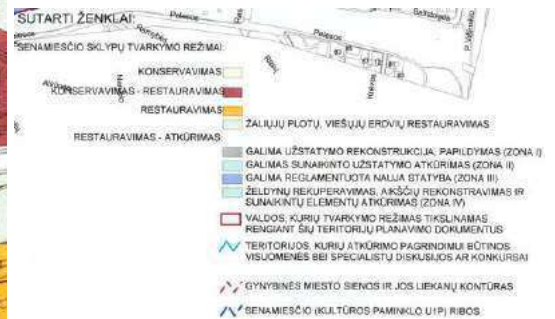 SUTARTI ŽENKLAI:
Pelesos
Pelesos
SENAMIESČIO SKLYPŲ TVARKYMO REŽIMAI:
KONSERVAVIMAS
KONSERVAVIMAS - RESTAURAVIMAS
RESTAURAVIMAS
ŽALIŲJŲ PLOTŲ, VIEŠŲJŲ ERDVIŲ RESTAURAVIMAS
RESTAURAVIMAS - ATKŪRIMAS:
GALIMA UŽSTATYMO REKONSTRUKCIJA, PAPILDYMAS (ZONA I)
GALIMAS SUNAIKINTO UŽSTATYMO ATKŪRIMAS (ZONA II)
GALIMA REGLAMENTUOTA NAUJA STATYBA (ZONA III)
ŽELDYNŲ REKUPERAVIMAS, AIKŠČIŲ REKONSTRAVIMAS IR
SUNAIKINTŲ ELEMENTŲ ATKŪRIMAS (ZONA IV)
VALDOS, KURIŲ TVARKYMO REŽIMAS TIKSLINAMAS
RENGIANT ŠIŲ TERITORIJŲ PLANAVIMO DOKUMENTUS
TERITORIJOS, KURIŲ ATKŪRIMO PAGRINDIMUI BŪTINOS
VISUOMENĖS BEI SPECIALISTŲ DISKUSIJOS AR KONKURSAI
GYNYBINĖS MIESTO SIENOS IR JOS LIEKANŲ KONTŪRAS
SENAMIESČIO (KULTŪROS PAMINKLO U1P) RIBOS